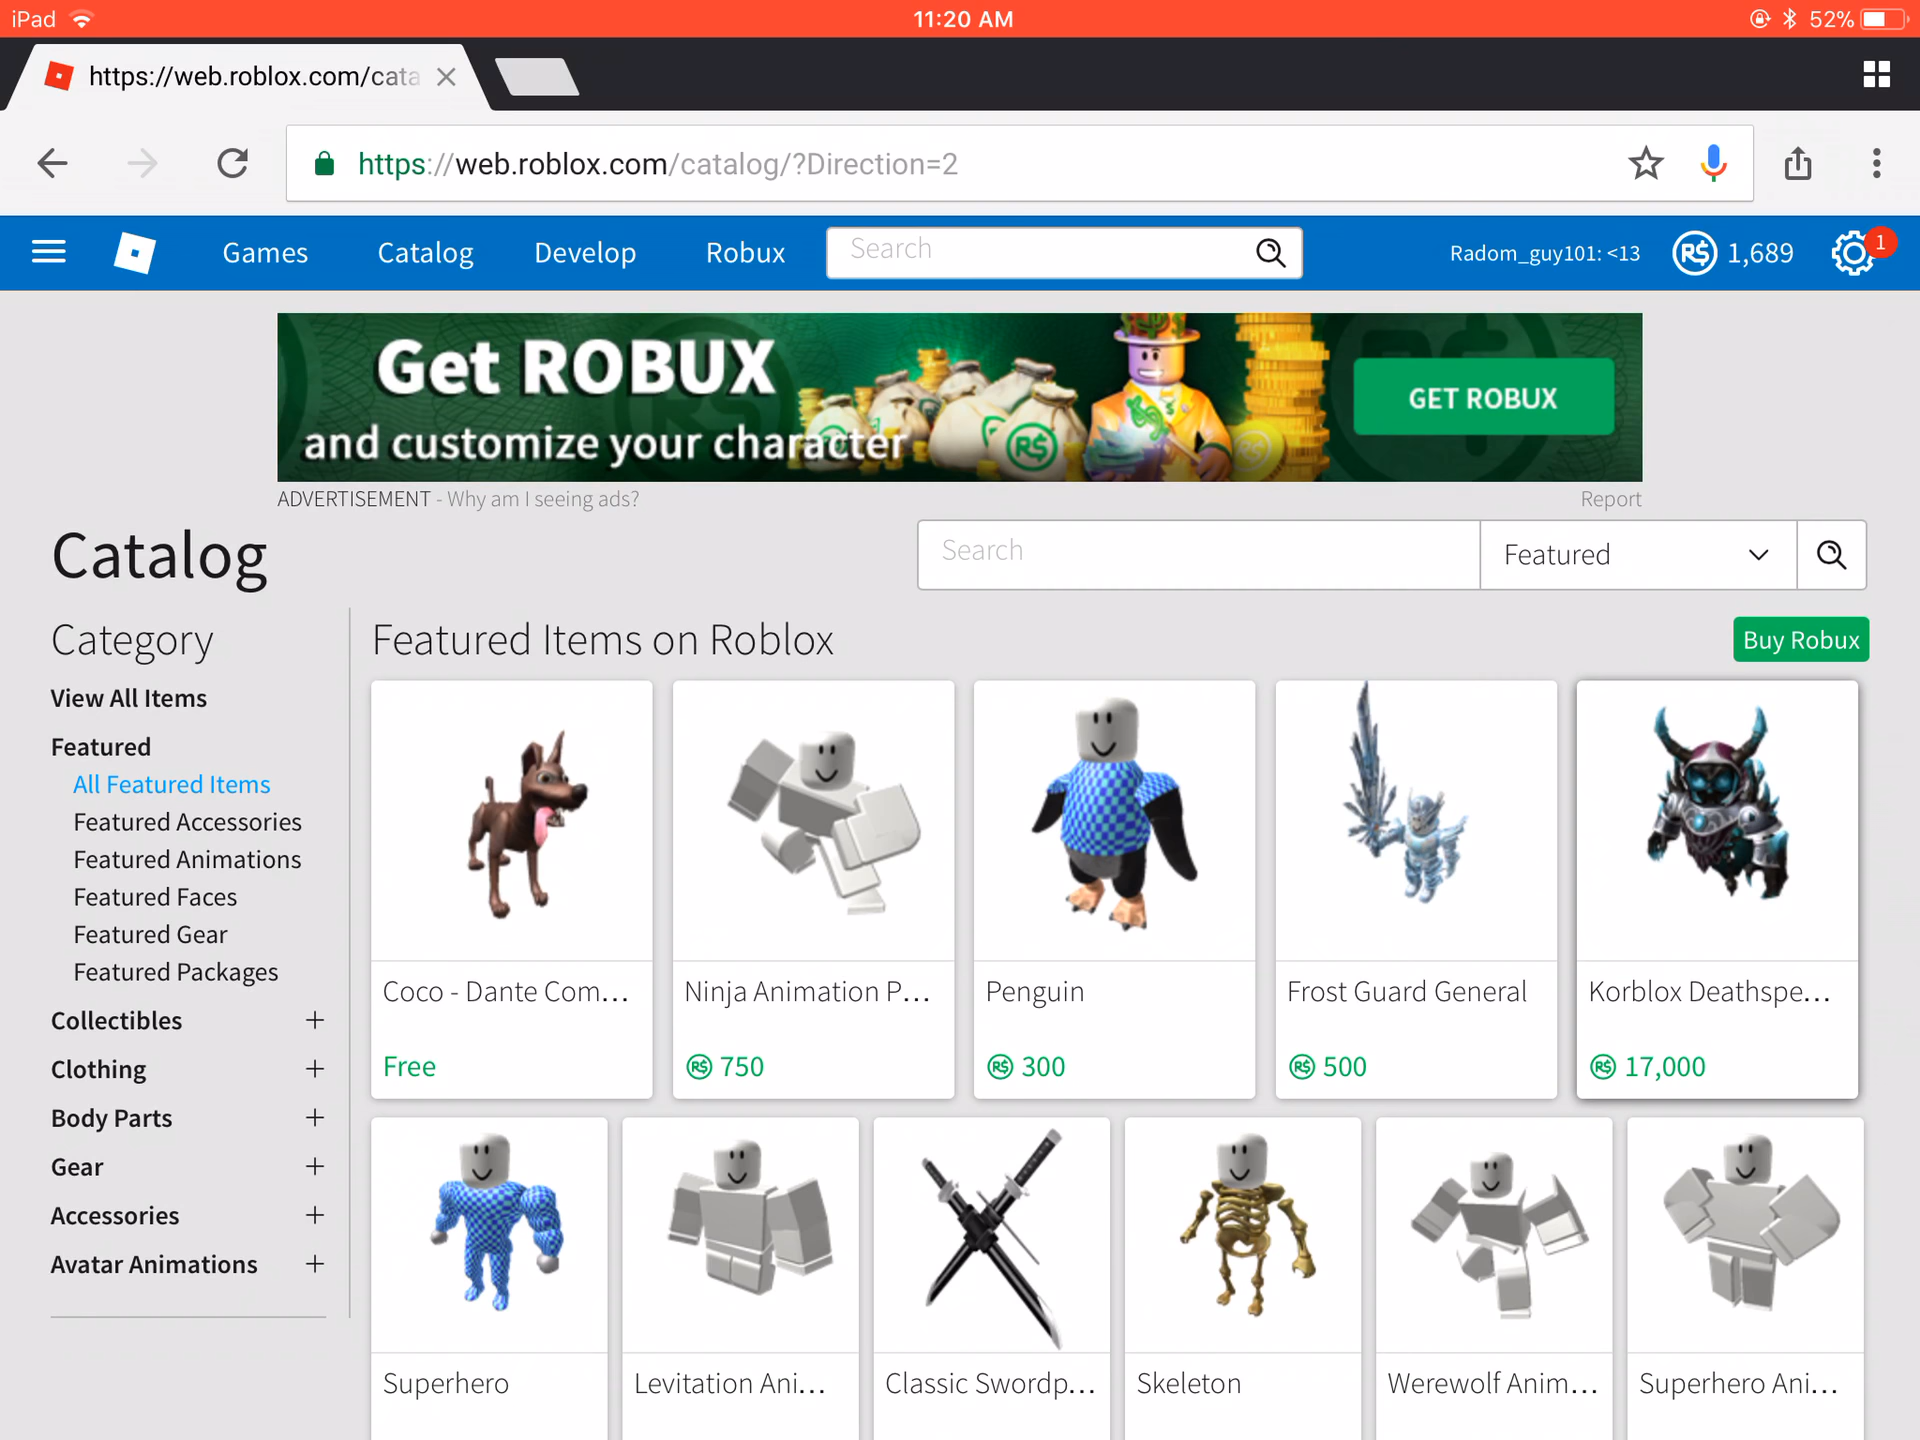 iPad
11:20 AM
52%
https://web.roblox.com/cata
https://web.roblox.com/catalog/?Direction=2
Games
Catalog
Develop
Robux
Search
Radom_guy101: <13
R$ 1,689
1
Get ROBUX
and customize your character
R$
GET ROBUX
ADVERTISEMENT - Why am I seeing ads?
Report
Catalog
Search
Featured
Category
View All Items
Featured
All Featured Items
Featured Accessories
Featured Animations
Featured Faces
Featured Gear
Featured Packages
Collectibles +
Clothing +
Body Parts +
Gear +
Accessories +
Avatar Animations +
Featured Items on Roblox
Buy Robux
Coco - Dante Com...
Free
Ninja Animation P...
R$ 750
Penguin
R$ 300
Frost Guard General
R$ 500
Korblox Deathspe...
R$ 17,000
Superhero
Levitation Ani...
Classic Swordp...
Skeleton
Werewolf Anim...
Superhero Ani...